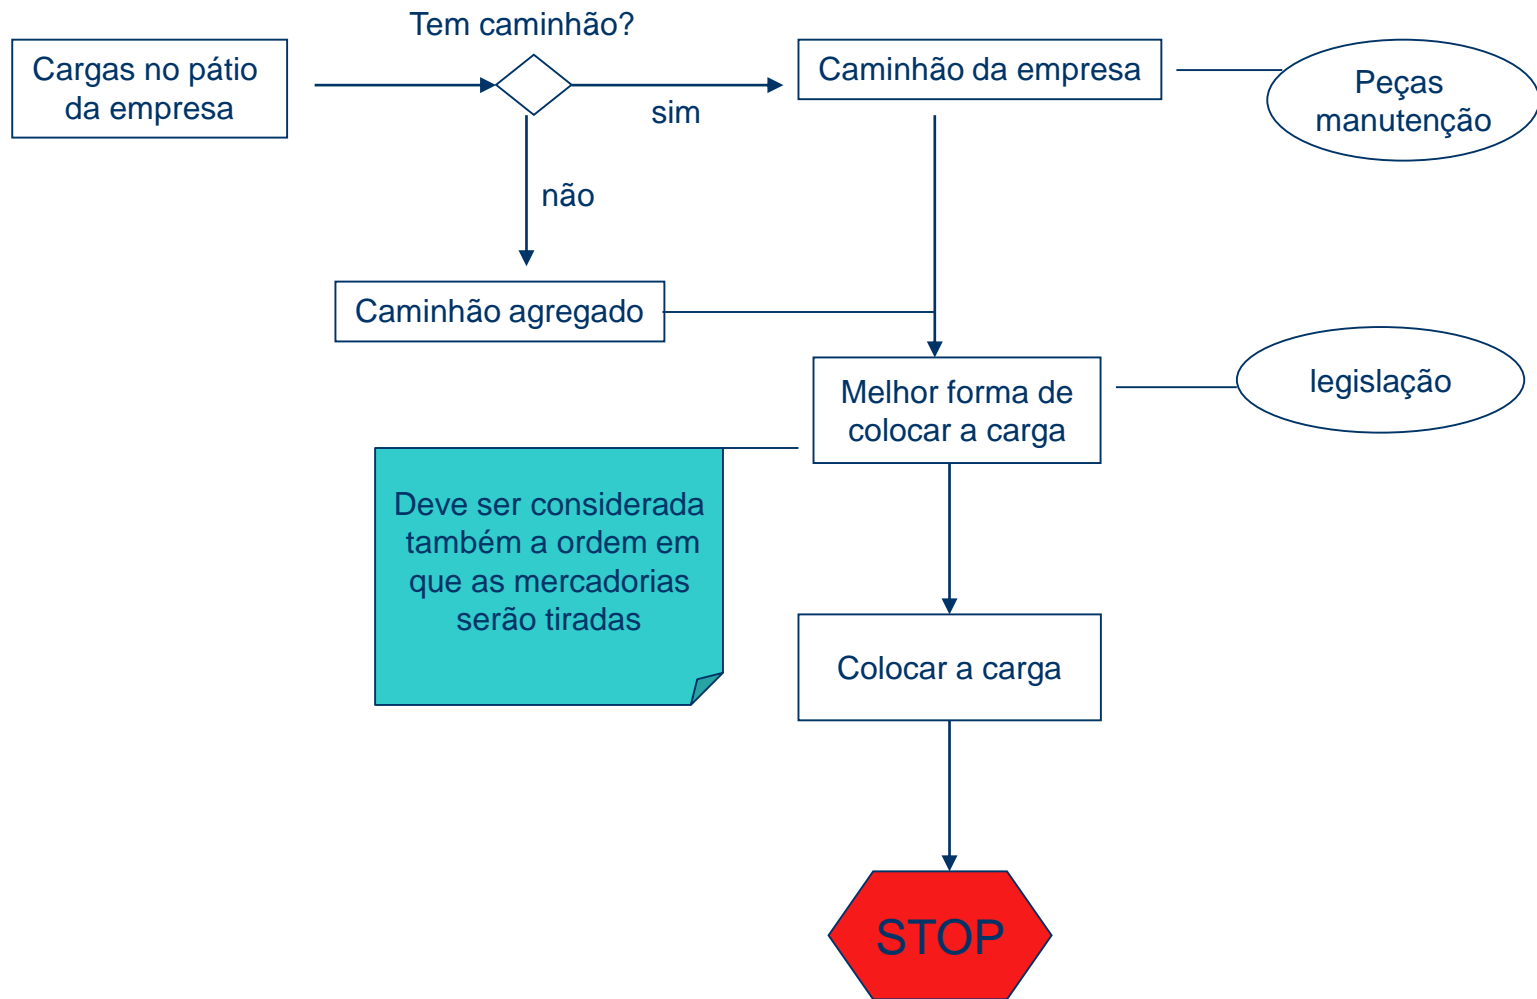 Tem caminhão?
Cargas no pátio
da empresa
sim
não
Caminhão da empresa
Peças
manutenção
Caminhão agregado
Melhor forma de
colocar a carga
legislação
Deve ser considerada
também a ordem em
que as mercadorias
serão tiradas
Colocar a carga
STOP